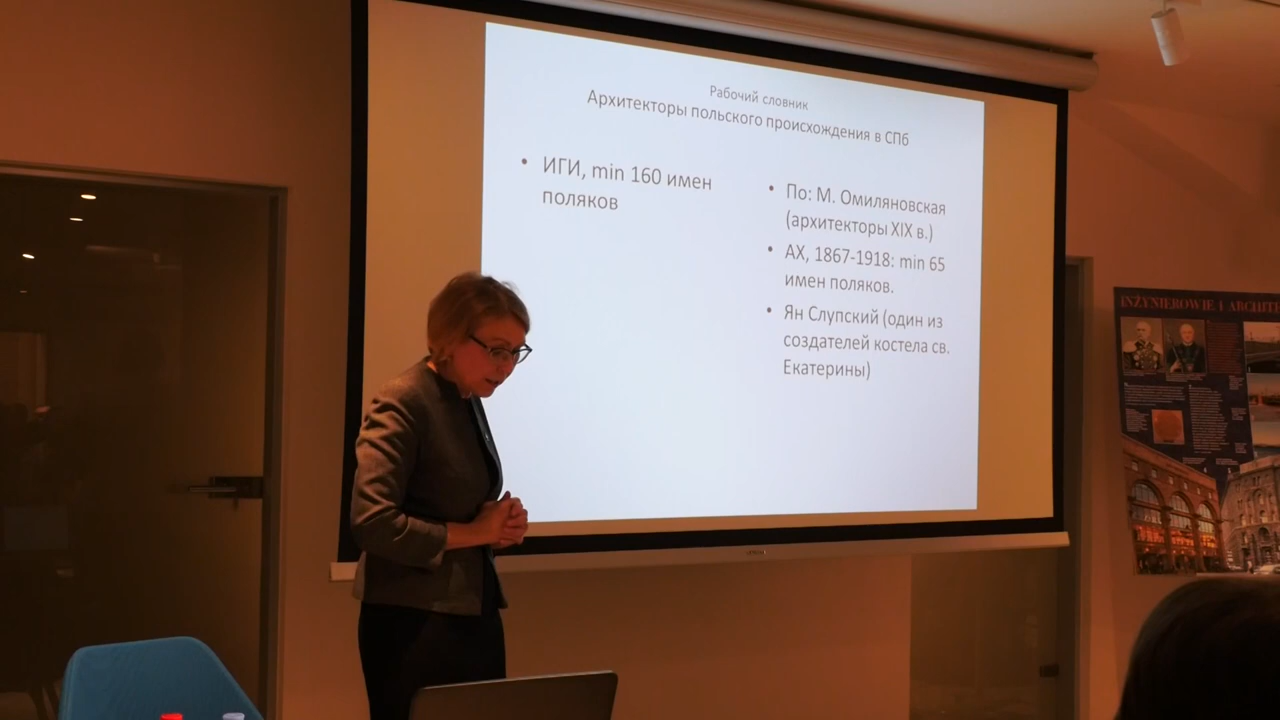 Рабочий словник
Архитекторы польского происхождения в СПб
• ИГИ, min 160 имен
поляков
• По: М. Омиляновская
(архитекторы XIX в.)
• АХ, 1867-1918: min 65
имен поляков.
• Ян Слупский (один из
создателей костела св.
Екатерины)
INŻYNIEROWIE I ARCHITE